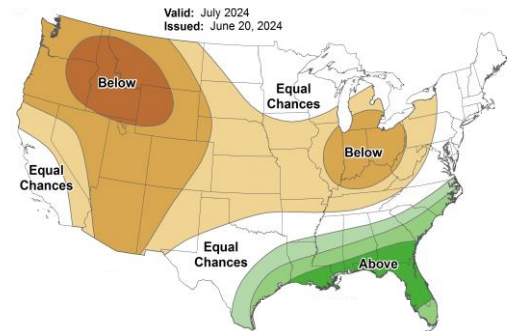 Valid: July 2024
Issued: June 20, 2024
Below
Equal
Chances
Equal
Chances
Below
Equal
Chances
Above